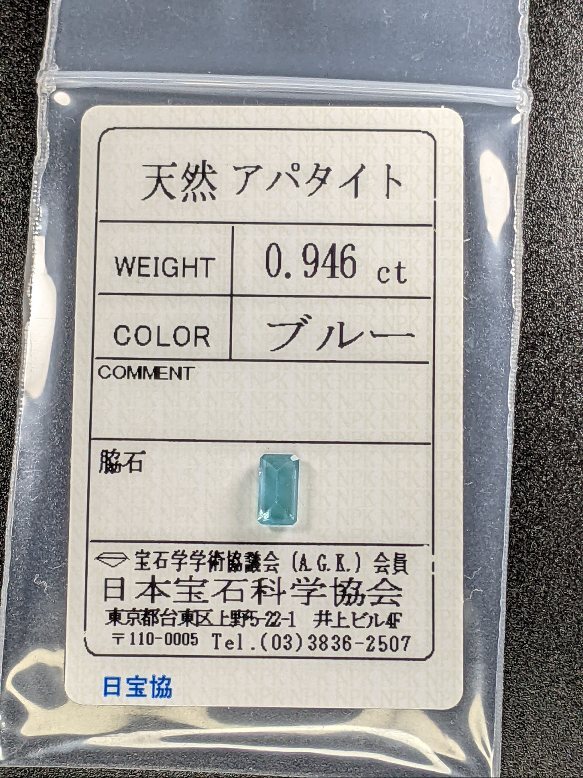 天然 アパタイト
WEIGHT 0.946 ct
COLOR ブルー
COMMENT
脇石
宝石学学術協議会 (A.G.K.) 会員
日本宝石科学協会
東京都台東区上野5-22-1 井上ビル4F
〒110-0005 Tel.(03)3836-2507
日宝協